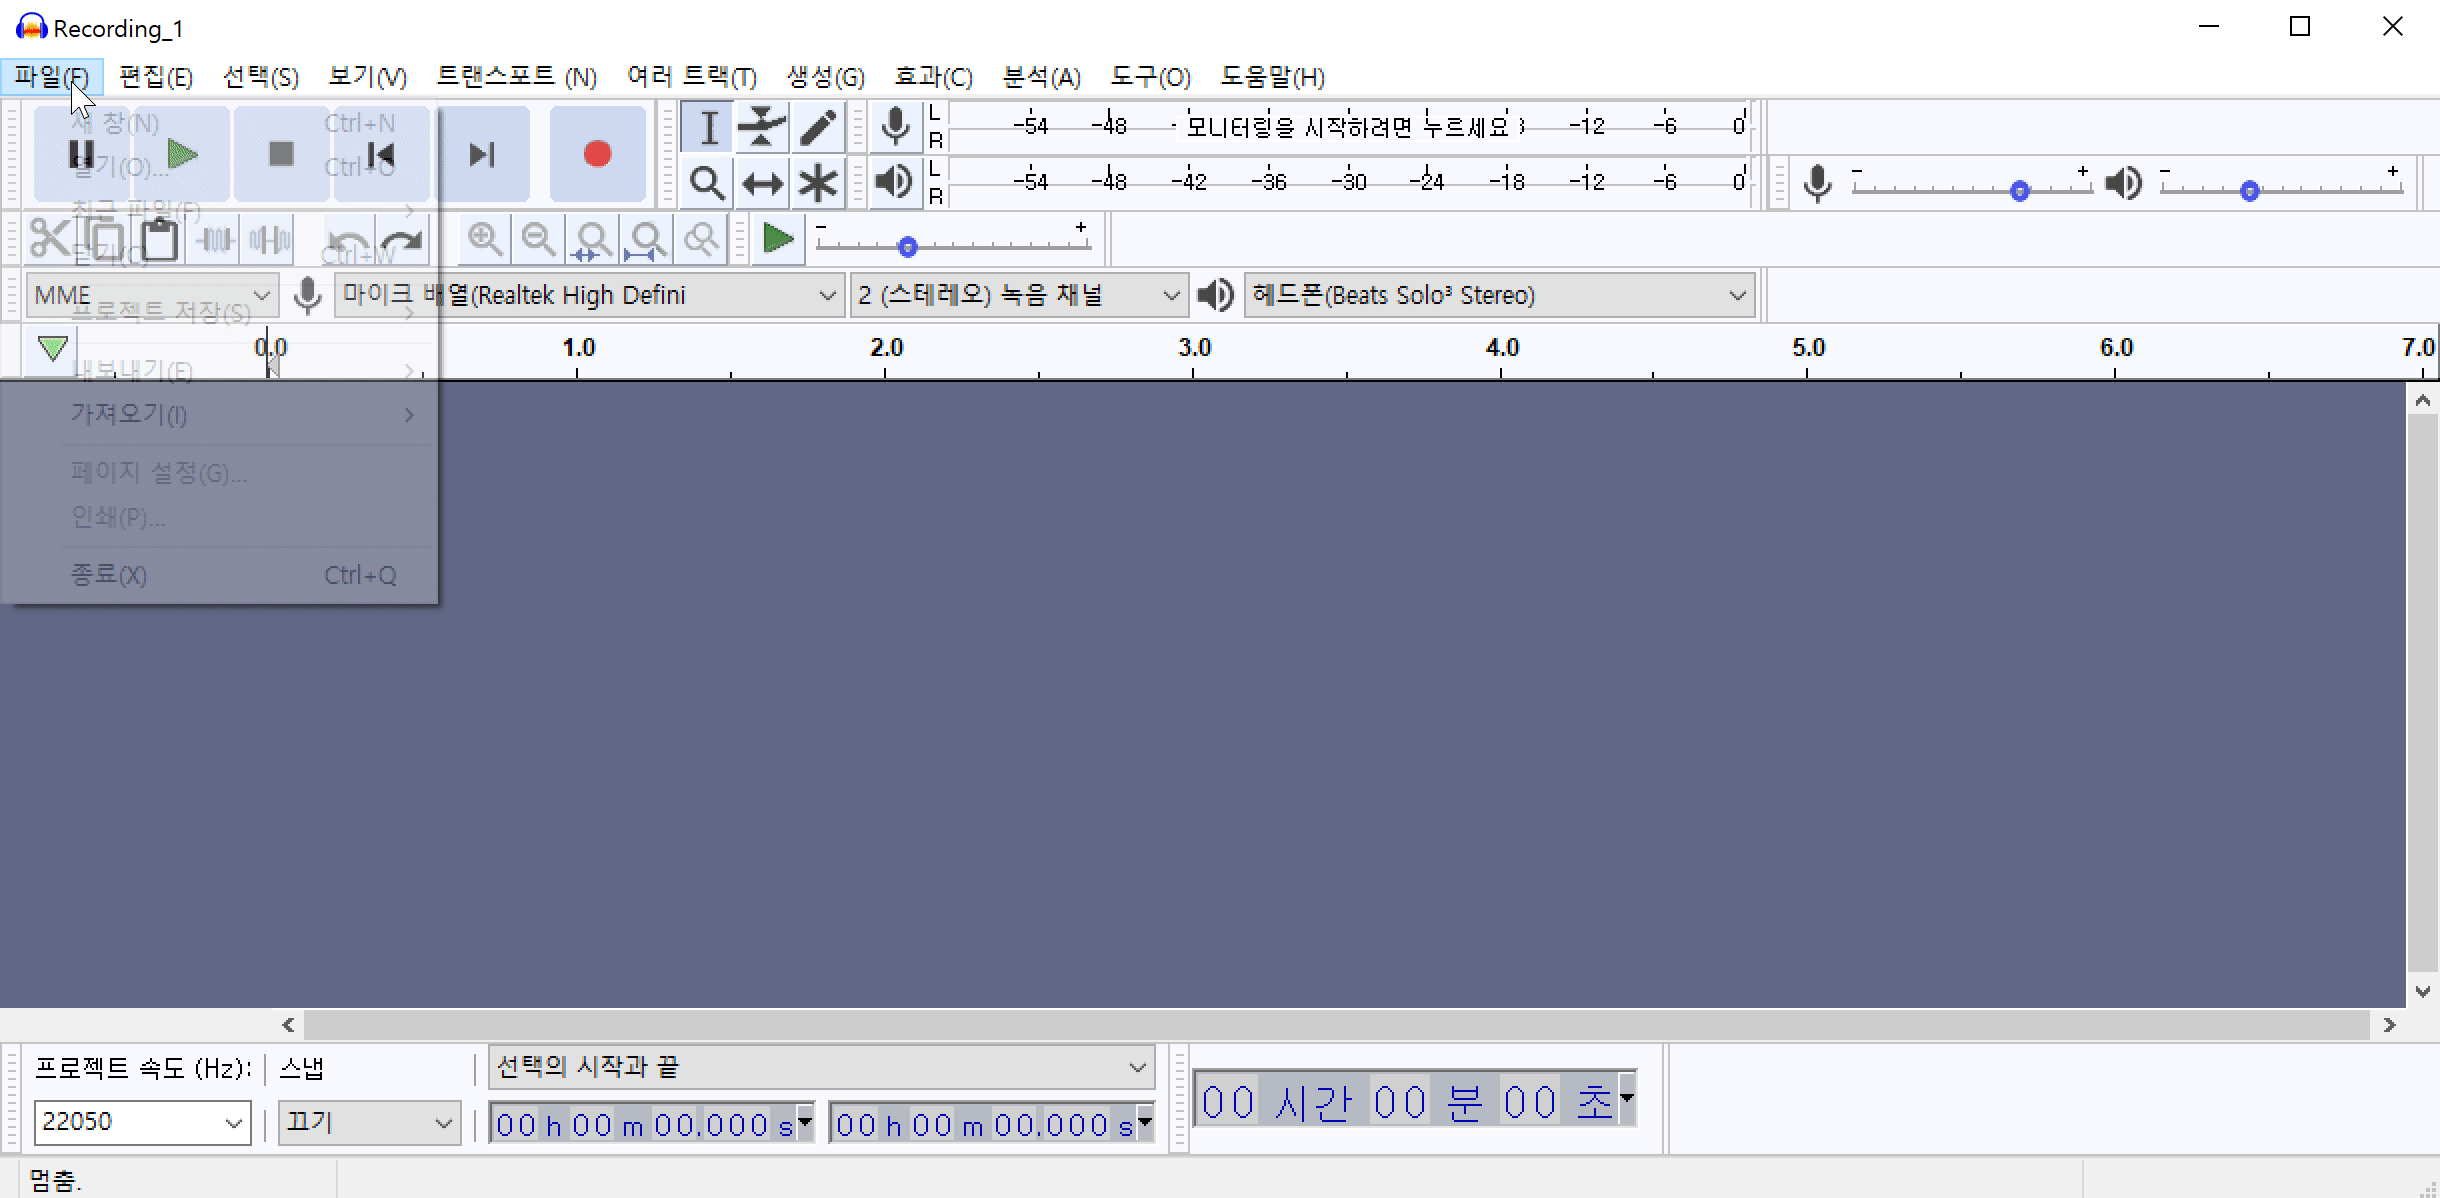 Recording_1
파일(F) 편집(E) 선택(S) 보기(V) 트랜스포트 (N) 여러 트랙(T) 생성(G) 효과(C) 분석(A) 도구(O) 도움말(H)
새 창(N) Ctrl+N
열기(O)... Ctrl+O
최근 파일(F)
닫기(C) Ctrl+W
프로젝트 저장(S)
내보내기(E)
가져오기(I)
페이지 설정(G)...
인쇄(P)...
종료(X) Ctrl+Q
L
R
-54 -48 - 모니터링을 시작하려면 누르세요 -12 -6 0
L
R
-54 -48 -42 -36 -30 -24 -18 -12 -6 0
- +
- +
- +
MME
마이크 배열(Realtek High Defini
2 (스테레오) 녹음 채널
헤드폰(Beats Solo³ Stereo)
0.0 1.0 2.0 3.0 4.0 5.0 6.0 7.0
프로젝트 속도 (Hz): 스냅
선택의 시작과 끝
22050
끄기
00 h 00 m 00.000 s
00 h 00 m 00.000 s
00 시간 00 분 00 초
멈춤.